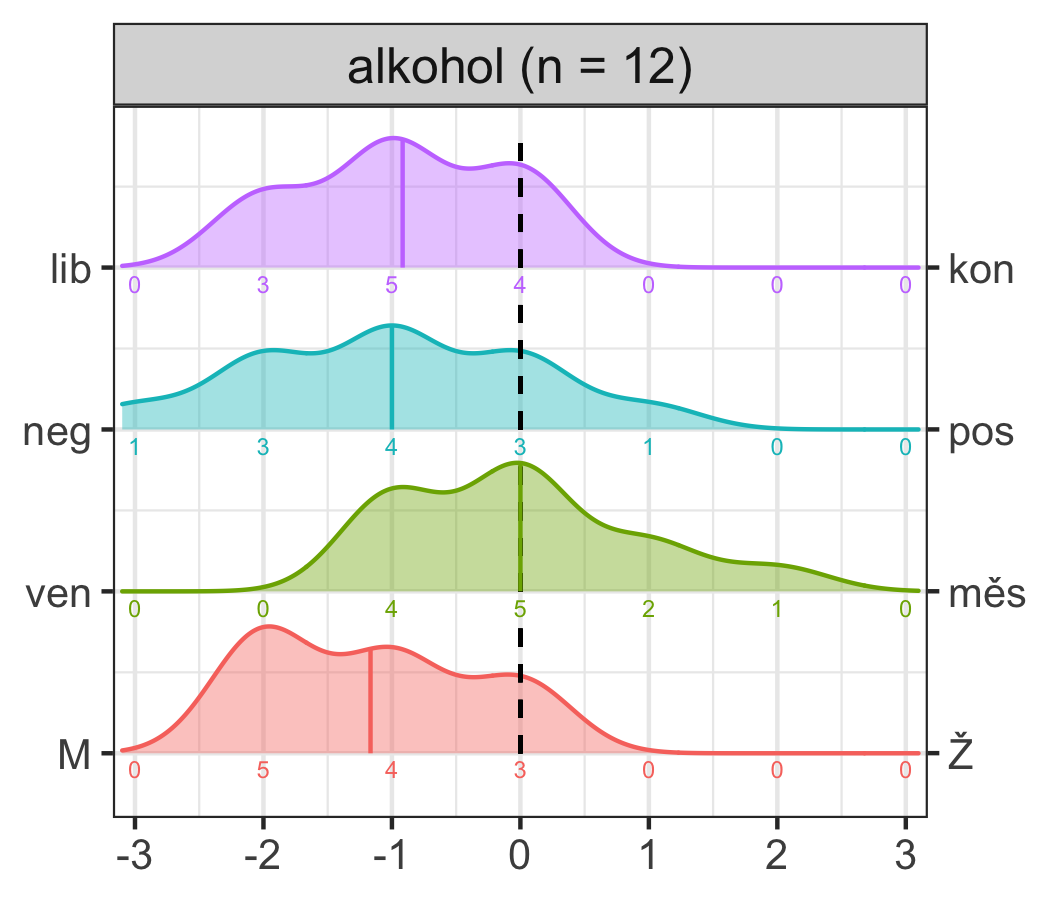 alkohol (n = 12)
lib kon
0 3 5 4 0 0 0
neg pos
1 3 4 3 1 0 0
ven měs
0 0 4 5 2 1 0
M Ž
0 5 4 3 0 0 0
-3 -2 -1 0 1 2 3